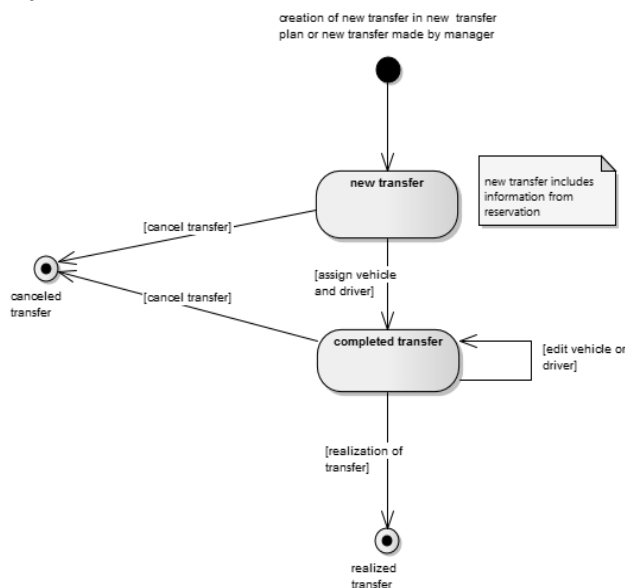 creation of new transfer in new transfer
plan or new transfer made by manager
new transfer
new transfer includes
information from
reservation
[cancel transfer]
[assign vehicle
and driver]
canceled
transfer
[cancel transfer]
completed transfer
[edit vehicle or
driver]
[realization of
transfer]
realized
transfer